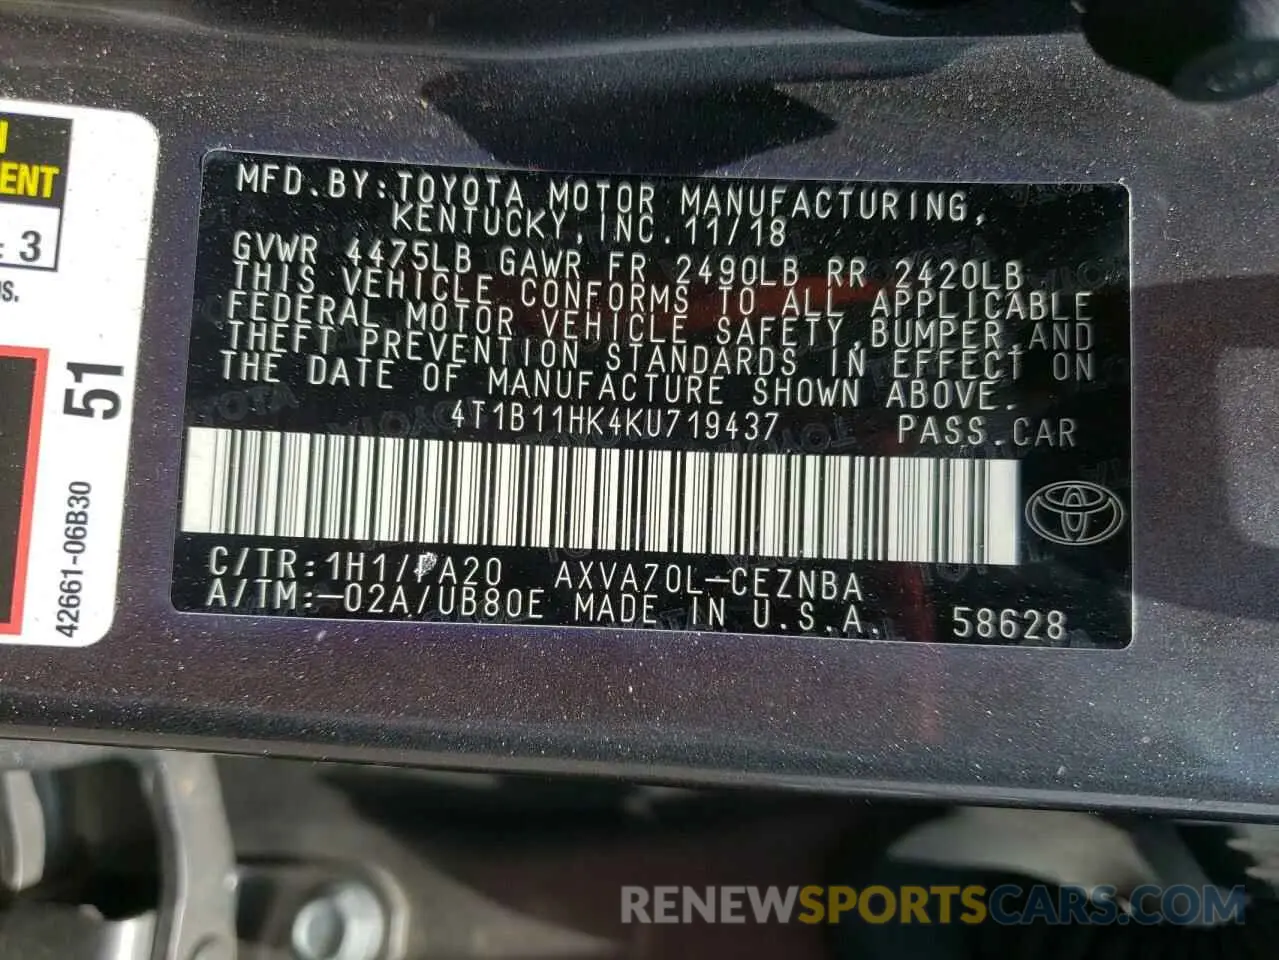 ENT
: 3
S.
51
42661-06B30
MFD.BY:TOYOTA MOTOR MANUFACTURING,
KENTUCKY,INC.11/18
GVWR 4475LB GAWR FR 2490LB RR 2420LB
THIS VEHICLE CONFORMS TO ALL APPLICABLE
FEDERAL MOTOR VEHICLE SAFETY,BUMPER,AND
THEFT PREVENTION STANDARDS IN EFFECT ON
THE DATE OF MANUFACTURE SHOWN ABOVE.
4T1B11HK4KU719437 PASS.CAR
C/TR:1H1/FA20 AXVA70L-CEZNBA
A/TM:-02A/UB80E MADE IN U.S.A. 58628
RENEWSPORTSCARS.COM